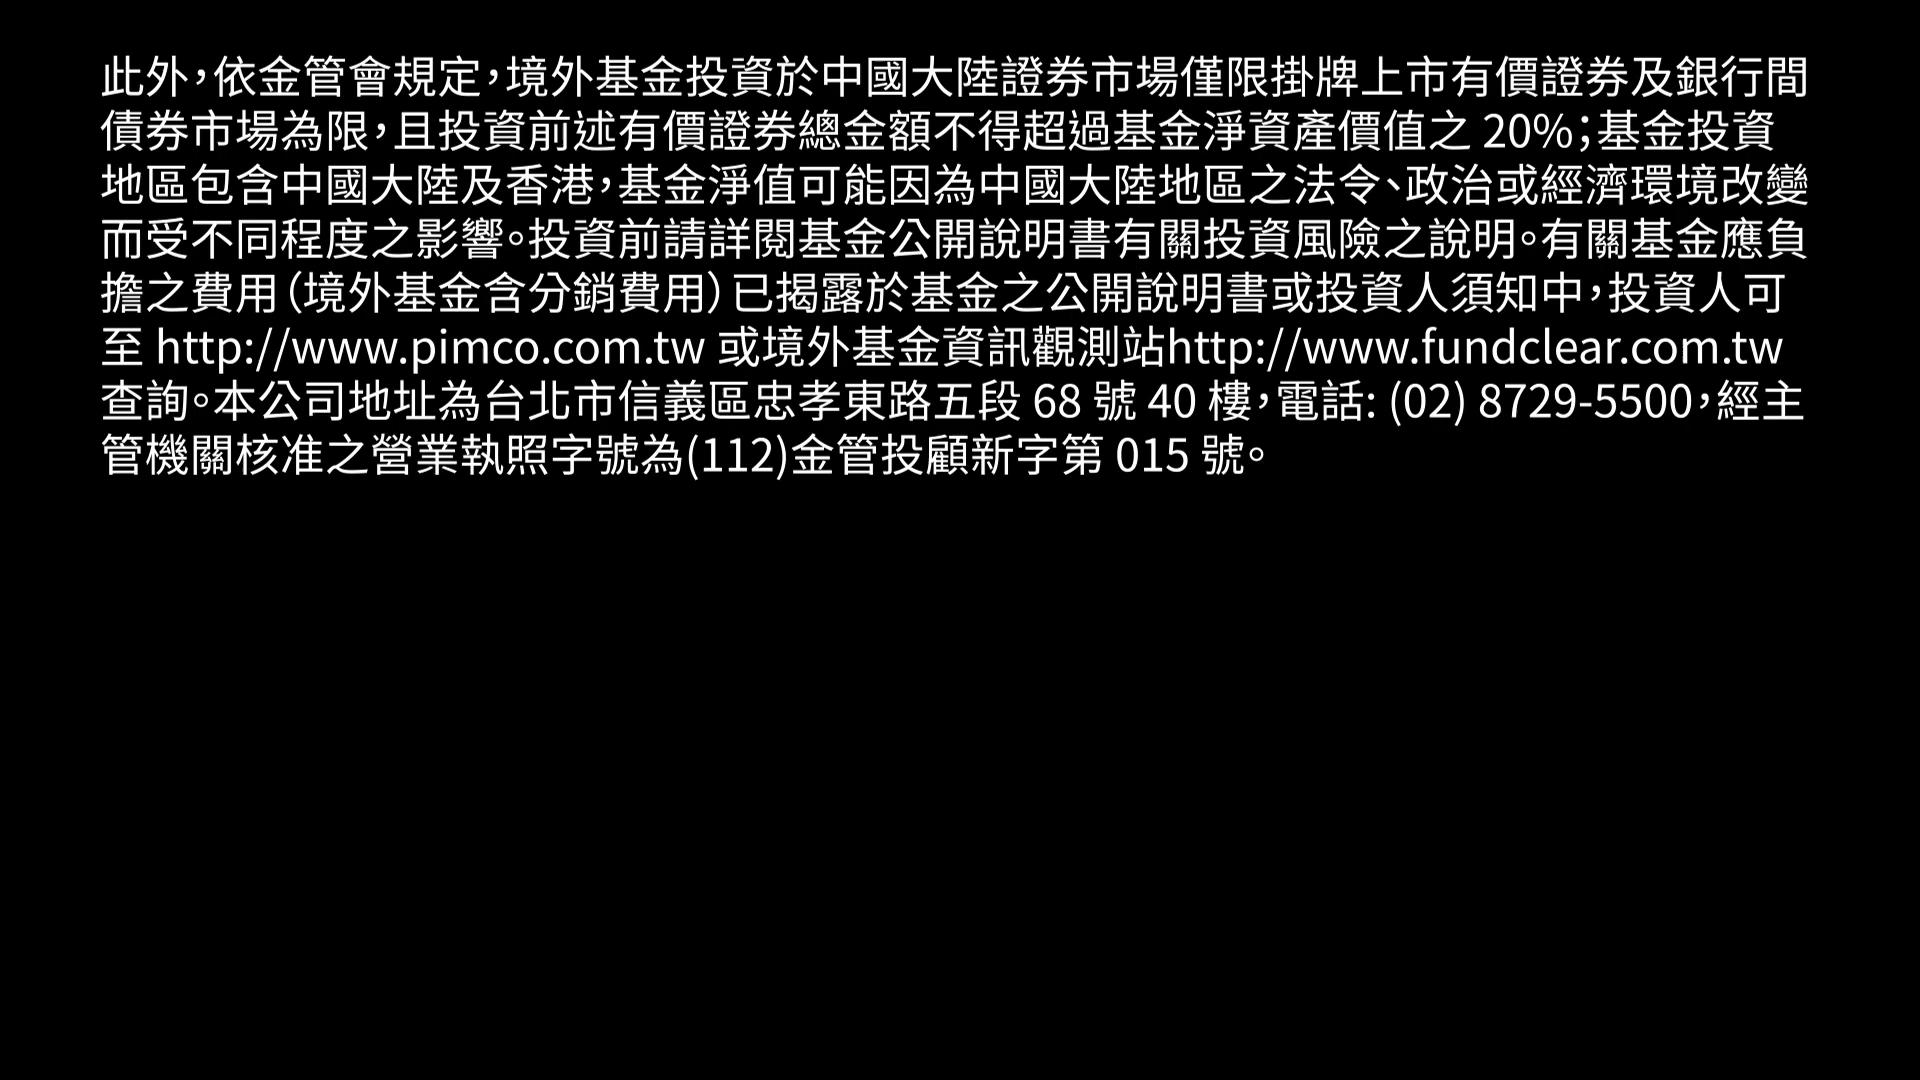 此外，依金管會規定，境外基金投資於中國大陸證券市場僅限掛牌上市有價證券及銀行間
債券市場為限，且投資前述有價證券總金額不得超過基金淨資產價值之 20%；基金投資
地區包含中國大陸及香港，基金淨值可能因為中國大陸地區之法令、政治或經濟環境改變
而受不同程度之影響。投資前請詳閱基金公開說明書有關投資風險之說明。有關基金應負
擔之費用（境外基金含分銷費用）已揭露於基金之公開說明書或投資人須知中，投資人可
至 http://www.pimco.com.tw 或境外基金資訊觀測站http://www.fundclear.com.tw
查詢。本公司地址為台北市信義區忠孝東路五段 68 號 40 樓，電話: (02) 8729-5500，經主
管機關核准之營業執照字號為(112)金管投顧新字第 015 號。